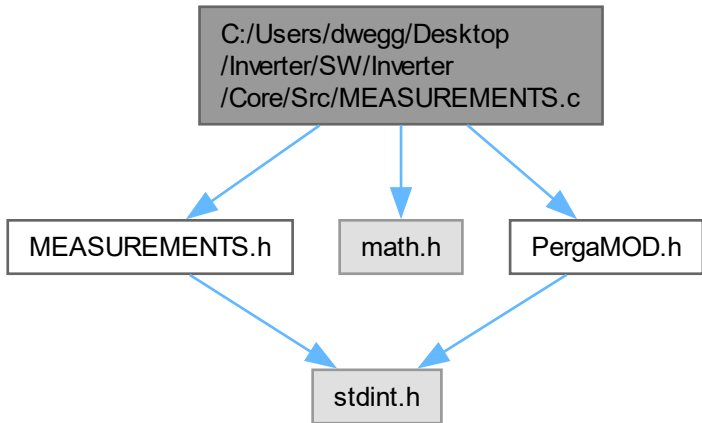 C:/Users/dwegg/Desktop
/Inverter/SW/Inverter
/Core/Src/MEASUREMENTS.c
MEASUREMENTS.h
math.h
PergaMOD.h
stdint.h